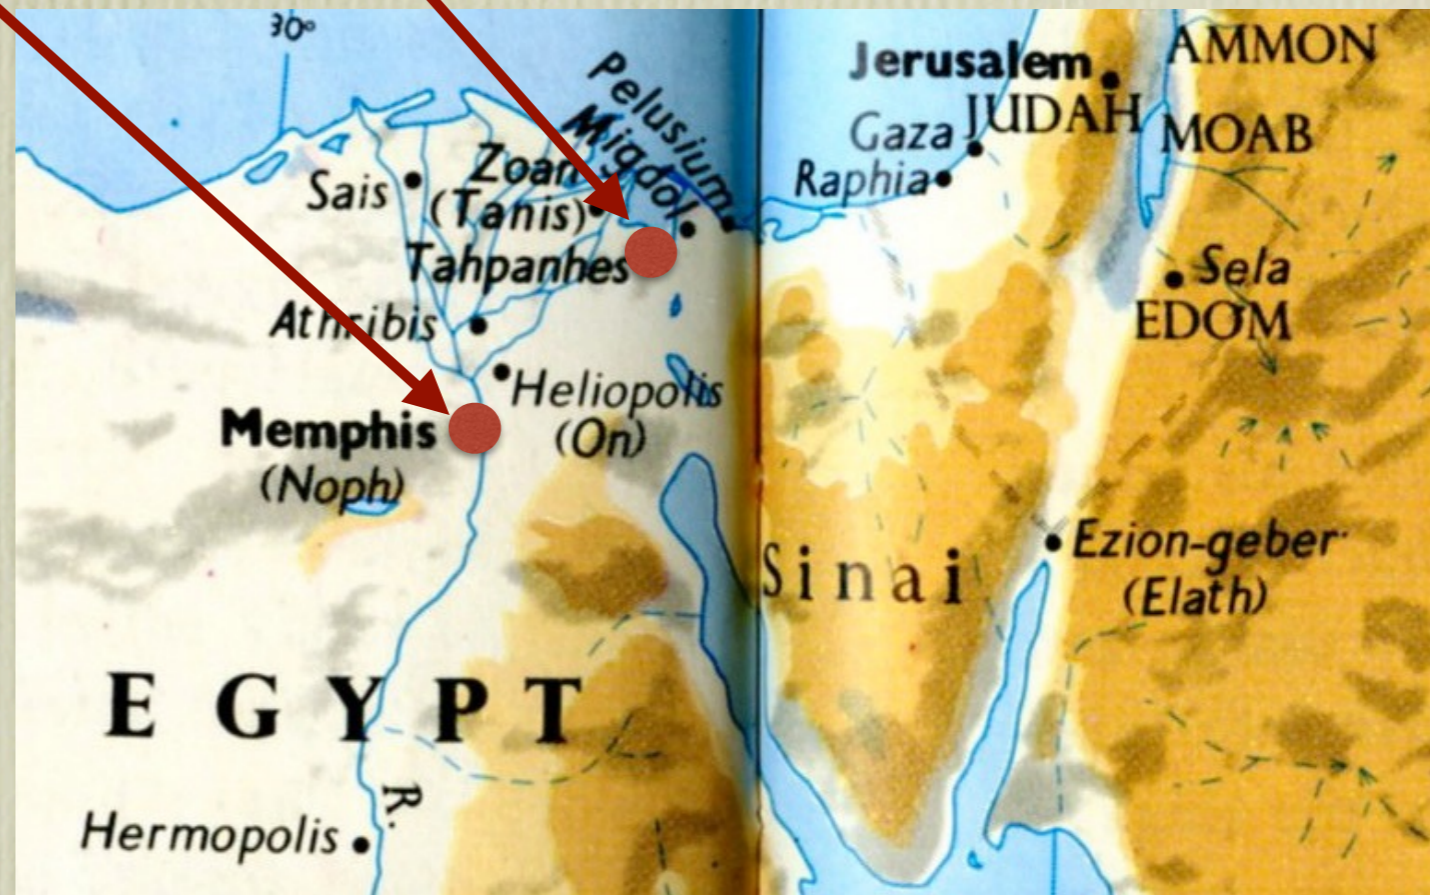 30°
Pelusium
Migdol
Zoan
(Tanis)
Sais
Tahpanhes
Athribis
Heliopolis
(On)
Memphis
(Noph)
EGYPT
R.
Hermopolis
Jerusalem
AMMON
JUDAH
MOAB
Gaza
Raphia
Sela
EDOM
Sinai
Ezion-geber
(Elath)